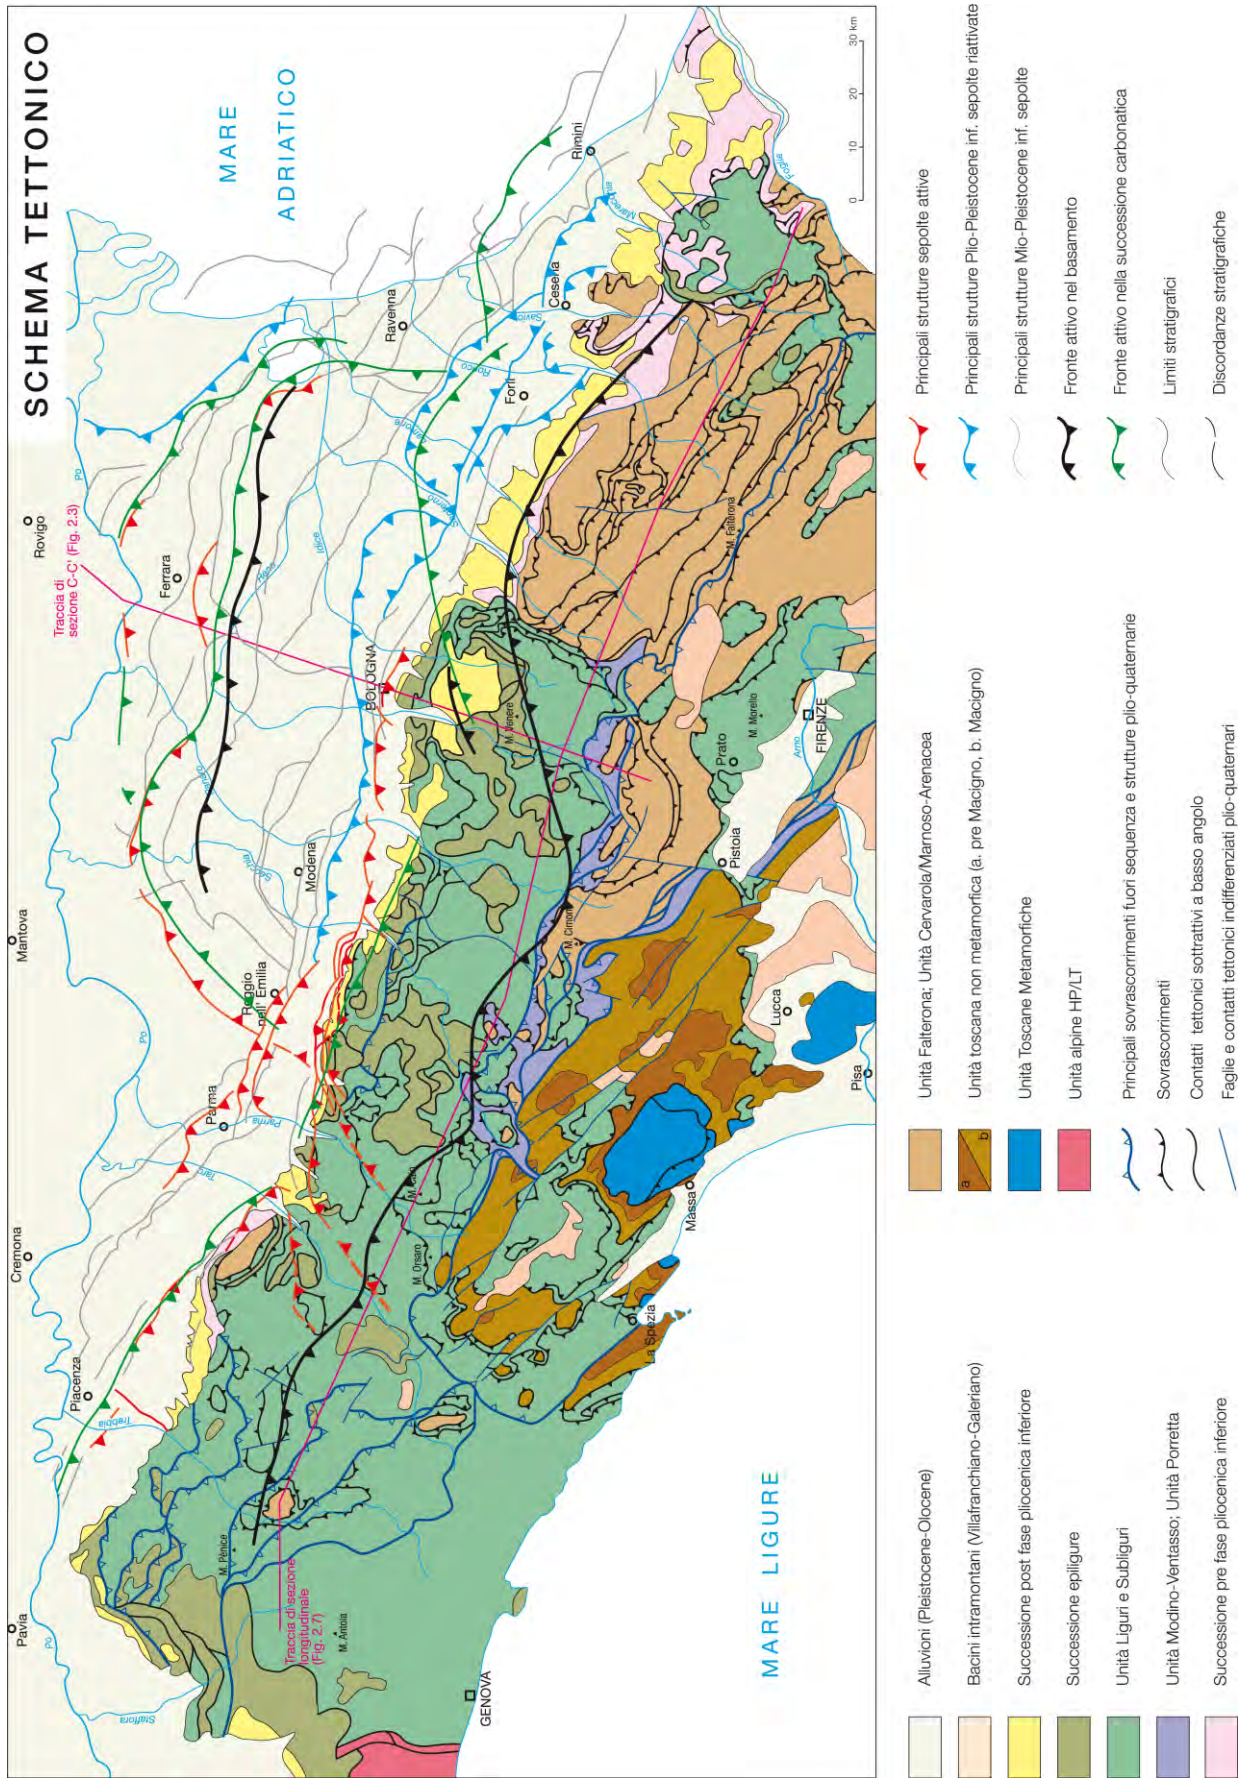 SCHEMA TETTONICO
MARE
ADRIATICO
MARE LIGURE
Pavia
Cremona
Mantova
Rovigo
Piacenza
Parma
Reggio
nell' Emilia
Modena
Ferrara
BOLOGNA
Ravenna
Forlì
Cesena
Rimini
GENOVA
La Spezia
Massa
Lucca
Pisa
Pistoia
Prato
FIRENZE
Po
Po
Po
Po
Staffora
Trebbia
Taro
Parma
Secchia
Panaro
Reno
Idice
Santerno
Lamone
Ronco
Savio
Marecchia
Foglia
Arno
M. Antola
M. Pènice
M. Orsaro
M. Caio
M. Cimone
M. Venere
M. Morello
M. Falterona
Traccia di
sezione C-C' (Fig. 2.3)
Traccia di sezione
longitudinale
(Fig. 2.7)
0 10 20 30 km
Alluvioni (Pleistocene-Olocene)
Bacini intramontani (Villafranchiano-Galeriano)
Successione post fase pliocenica inferiore
Successione epiligure
Unità Liguri e Subliguri
Unità Modino-Ventasso; Unità Porretta
Successione pre fase pliocenica inferiore
Unità Falterona; Unità Cervarola/Marnoso-Arenacea
a
b
Unità toscana non metamorfica (a. pre Macigno, b. Macigno)
Unità Toscane Metamorfiche
Unità alpine HP/LT
Principali sovrascorrimenti fuori sequenza e strutture plio-quaternarie
Sovrascorrimenti
Contatti tettonici sottrattivi a basso angolo
Faglie e contatti tettonici indifferenziati plio-quaternari
Principali strutture sepolte attive
Principali strutture Plio-Pleistocene inf. sepolte riattivate
Principali strutture Mio-Pleistocene inf. sepolte
Fronte attivo nel basamento
Fronte attivo nella successione carbonatica
Limiti stratigrafici
Discordanze stratigrafiche